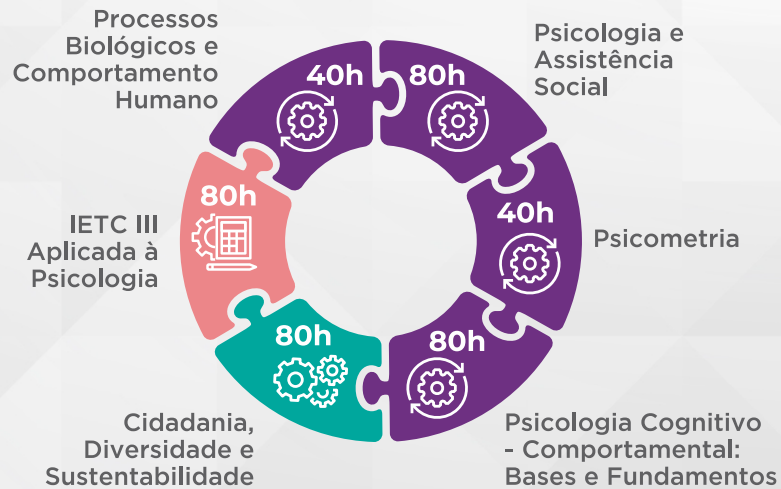 Processos
Biológicos e
Comportamento
Humano
40h
80h
Psicologia e
Assistência
Social
80h
IETC III
Aplicada à
Psicologia
40h
Psicometria
80h
Cidadania,
Diversidade e
Sustentabilidade
80h
Psicologia Cognitivo
- Comportamental:
Bases e Fundamentos